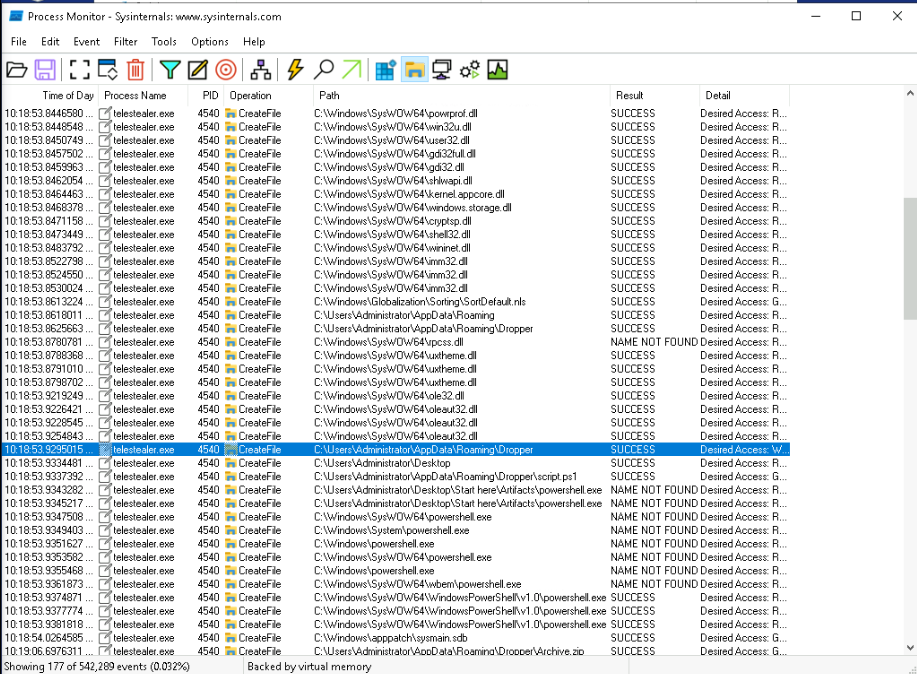 Process Monitor - Sysinternals: www.sysinternals.com
File Edit Event Filter Tools Options Help
Time of Day Process Name PID Operation Path Result Detail
10:18:53.8446580 ... telestealer.exe 4540 CreateFile C:\Windows\SysWOW64\powrprof.dll SUCCESS Desired Access: R...
10:18:53.8448548 ... telestealer.exe 4540 CreateFile C:\Windows\SysWOW64\win32u.dll SUCCESS Desired Access: R...
10:18:53.8450749 ... telestealer.exe 4540 CreateFile C:\Windows\SysWOW64\user32.dll SUCCESS Desired Access: R...
10:18:53.8457502 ... telestealer.exe 4540 CreateFile C:\Windows\SysWOW64\gdi32full.dll SUCCESS Desired Access: R...
10:18:53.8459963 ... telestealer.exe 4540 CreateFile C:\Windows\SysWOW64\gdi32.dll SUCCESS Desired Access: R...
10:18:53.8462054 ... telestealer.exe 4540 CreateFile C:\Windows\SysWOW64\shlwapi.dll SUCCESS Desired Access: R...
10:18:53.8464463 ... telestealer.exe 4540 CreateFile C:\Windows\SysWOW64\kernel.appcore.dll SUCCESS Desired Access: R...
10:18:53.8468378 ... telestealer.exe 4540 CreateFile C:\Windows\SysWOW64\windows.storage.dll SUCCESS Desired Access: R...
10:18:53.8471158 ... telestealer.exe 4540 CreateFile C:\Windows\SysWOW64\cryptsp.dll SUCCESS Desired Access: R...
10:18:53.8473449 ... telestealer.exe 4540 CreateFile C:\Windows\SysWOW64\shell32.dll SUCCESS Desired Access: R...
10:18:53.8483792 ... telestealer.exe 4540 CreateFile C:\Windows\SysWOW64\wininet.dll SUCCESS Desired Access: R...
10:18:53.8522798 ... telestealer.exe 4540 CreateFile C:\Windows\SysWOW64\imm32.dll SUCCESS Desired Access: R...
10:18:53.8524550 ... telestealer.exe 4540 CreateFile C:\Windows\SysWOW64\imm32.dll SUCCESS Desired Access: R...
10:18:53.8530024 ... telestealer.exe 4540 CreateFile C:\Windows\SysWOW64\imm32.dll SUCCESS Desired Access: R...
10:18:53.8613224 ... telestealer.exe 4540 CreateFile C:\Windows\Globalization\Sorting\SortDefault.nls SUCCESS Desired Access: G...
10:18:53.8618011 ... telestealer.exe 4540 CreateFile C:\Users\Administrator\AppData\Roaming SUCCESS Desired Access: R...
10:18:53.8625663 ... telestealer.exe 4540 CreateFile C:\Users\Administrator\AppData\Roaming\Dropper SUCCESS Desired Access: R...
10:18:53.8780781 ... telestealer.exe 4540 CreateFile C:\Windows\SysWOW64\rpcss.dll NAME NOT FOUND Desired Access: R...
10:18:53.8788368 ... telestealer.exe 4540 CreateFile C:\Windows\SysWOW64\uxtheme.dll SUCCESS Desired Access: R...
10:18:53.8791010 ... telestealer.exe 4540 CreateFile C:\Windows\SysWOW64\uxtheme.dll SUCCESS Desired Access: R...
10:18:53.8798702 ... telestealer.exe 4540 CreateFile C:\Windows\SysWOW64\uxtheme.dll SUCCESS Desired Access: R...
10:18:53.9219249 ... telestealer.exe 4540 CreateFile C:\Windows\SysWOW64\ole32.dll SUCCESS Desired Access: R...
10:18:53.9226421 ... telestealer.exe 4540 CreateFile C:\Windows\SysWOW64\oleaut32.dll SUCCESS Desired Access: R...
10:18:53.9228545 ... telestealer.exe 4540 CreateFile C:\Windows\SysWOW64\oleaut32.dll SUCCESS Desired Access: R...
10:18:53.9254843 ... telestealer.exe 4540 CreateFile C:\Windows\SysWOW64\oleaut32.dll SUCCESS Desired Access: R...
10:18:53.9295015 ... telestealer.exe 4540 CreateFile C:\Users\Administrator\AppData\Roaming\Dropper SUCCESS Desired Access: W...
10:18:53.9334481 ... telestealer.exe 4540 CreateFile C:\Users\Administrator\Desktop SUCCESS Desired Access: R...
10:18:53.9337392 ... telestealer.exe 4540 CreateFile C:\Users\Administrator\AppData\Roaming\Dropper\script.ps1 SUCCESS Desired Access: G...
10:18:53.9343282 ... telestealer.exe 4540 CreateFile C:\Users\Administrator\Desktop\Start here\Artifacts\powershell.exe NAME NOT FOUND Desired Access: R...
10:18:53.9345217 ... telestealer.exe 4540 CreateFile C:\Users\Administrator\Desktop\Start here\Artifacts\powershell.exe NAME NOT FOUND Desired Access: R...
10:18:53.9347508 ... telestealer.exe 4540 CreateFile C:\Windows\SysWOW64\powershell.exe NAME NOT FOUND Desired Access: R...
10:18:53.9349403 ... telestealer.exe 4540 CreateFile C:\Windows\System\powershell.exe NAME NOT FOUND Desired Access: R...
10:18:53.9351627 ... telestealer.exe 4540 CreateFile C:\Windows\powershell.exe NAME NOT FOUND Desired Access: R...
10:18:53.9353582 ... telestealer.exe 4540 CreateFile C:\Windows\SysWOW64\powershell.exe NAME NOT FOUND Desired Access: R...
10:18:53.9355468 ... telestealer.exe 4540 CreateFile C:\Windows\powershell.exe NAME NOT FOUND Desired Access: R...
10:18:53.9361873 ... telestealer.exe 4540 CreateFile C:\Windows\SysWOW64\wbem\powershell.exe NAME NOT FOUND Desired Access: R...
10:18:53.9374871 ... telestealer.exe 4540 CreateFile C:\Windows\SysWOW64\WindowsPowerShell\v1.0\powershell.exe SUCCESS Desired Access: R...
10:18:53.9377774 ... telestealer.exe 4540 CreateFile C:\Windows\SysWOW64\WindowsPowerShell\v1.0\powershell.exe SUCCESS Desired Access: R...
10:18:53.9381818 ... telestealer.exe 4540 CreateFile C:\Windows\SysWOW64\WindowsPowerShell\v1.0\powershell.exe SUCCESS Desired Access: R...
10:18:54.0264585 ... telestealer.exe 4540 CreateFile C:\Windows\apppatch\sysmain.sdb SUCCESS Desired Access: G...
10:19:06.6976311 ... telestealer.exe 4540 CreateFile C:\Users\Administrator\AppData\Roaming\Dropper\Archive.zip SUCCESS Desired Access: R...
Showing 177 of 542,289 events (0.032%) Backed by virtual memory